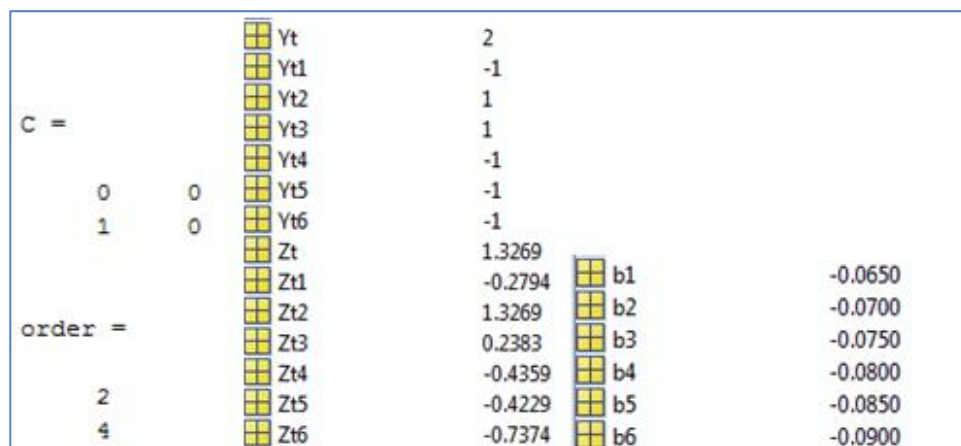 Yt 2
Yt1 -1
Yt2 1
C =
Yt3 1
Yt4 -1
0 0
Yt5 -1
1 0
Yt6 -1
Zt 1.3269
Zt1 -0.2794
b1 -0.0650
Zt2 1.3269
b2 -0.0700
order =
Zt3 0.2383
b3 -0.0750
Zt4 -0.4359
b4 -0.0800
2
Zt5 -0.4229
b5 -0.0850
4
Zt6 -0.7374
b6 -0.0900